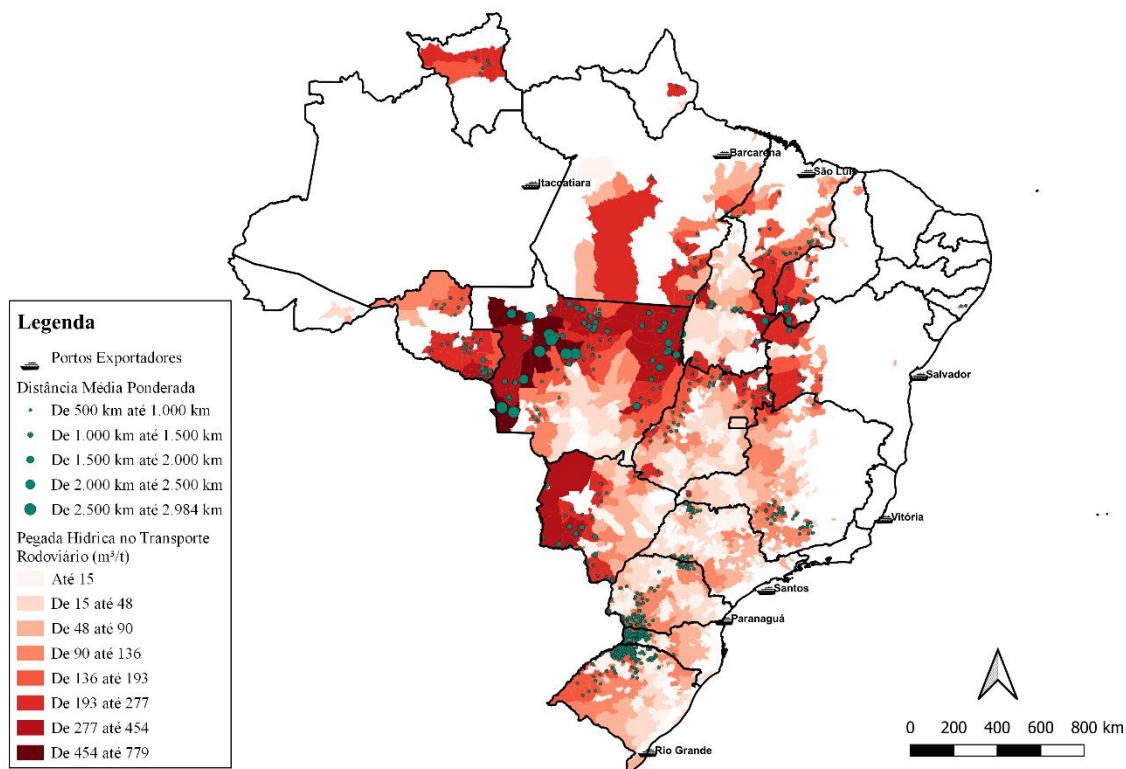 Barcarena
São Luís
Itacoatiara
Legenda
Portos Exportadores
Distância Média Ponderada
De 500 km até 1.000 km
De 1.000 km até 1.500 km
De 1.500 km até 2.000 km
De 2.000 km até 2.500 km
De 2.500 km até 2.984 km
Pegada Hídrica no Transporte
Rodoviário (m³/t)
Até 15
De 15 até 48
De 48 até 90
De 90 até 136
De 136 até 193
De 193 até 277
De 277 até 454
De 454 até 779
Salvador
Vitória
Santos
Paranaguá
Rio Grande
0 200 400 600 800 km